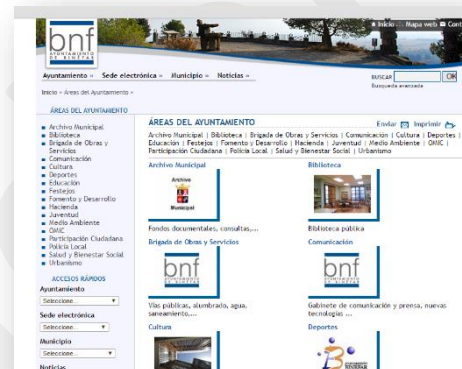 bnf
AYUNTAMIENTO
DE BINÉFAR
Inicio Mapa web Cont
Ayuntamiento » Sede electrónica » Municipio » Noticias »
BUSCAR OK
Búsqueda avanzada
Inicio » Áreas del Ayuntamiento »
ÁREAS DEL AYUNTAMIENTO
Archivo Municipal
Biblioteca
Brigada de Obras y
Servicios
Comunicación
Cultura
Deportes
Educación
Festejos
Fomento y Desarrollo
Hacienda
Juventud
Medio Ambiente
OMIC
Participación Ciudadana
Policía Local
Salud y Bienestar Social
Urbanismo
ACCESOS RÁPIDOS
Ayuntamiento
Seleccione...
Sede electrónica
Seleccione...
Municipio
Seleccione...
Noticias
ÁREAS DEL AYUNTAMIENTO
Enviar Imprimir
Archivo Municipal | Biblioteca | Brigada de Obras y Servicios | Comunicación | Cultura | Deportes |
Educación | Festejos | Fomento y Desarrollo | Hacienda | Juventud | Medio Ambiente | OMIC |
Participación Ciudadana | Policía Local | Salud y Bienestar Social | Urbanismo
Archivo Municipal Biblioteca
Archivo
Municipal
Fondos documentales, consultas,... Biblioteca pública
Brigada de Obras y Servicios Comunicación
bnf bnf
Vías públicas, alumbrado, agua,
saneamiento,...
Gabinete de comunicación y prensa, nuevas
tecnologías ...
Cultura Deportes